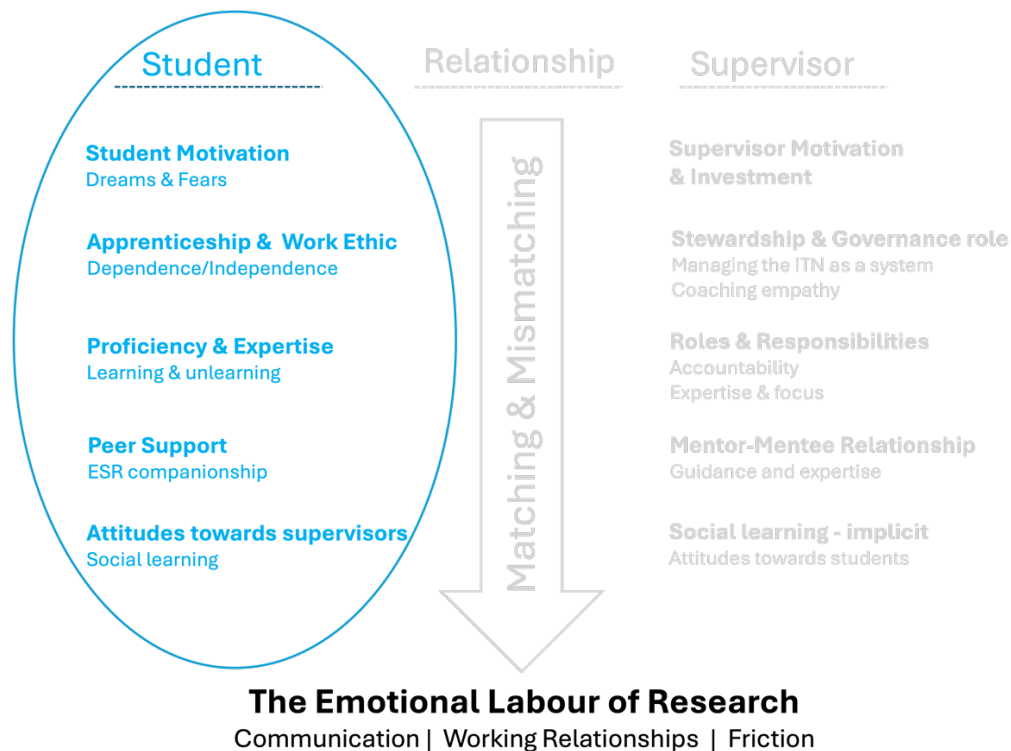 Student
Student Motivation
Dreams & Fears
Apprenticeship & Work Ethic
Dependence/Independence
Proficiency & Expertise
Learning & unlearning
Peer Support
ESR companionship
Attitudes towards supervisors
Social learning
Relationship
Matching & Mismatching
Supervisor
Supervisor Motivation
& Investment
Stewardship & Governance role
Managing the ITN as a system
Coaching empathy
Roles & Responsibilities
Accountability
Expertise & focus
Mentor-Mentee Relationship
Guidance and expertise
Social learning - implicit
Attitudes towards students
The Emotional Labour of Research
Communication | Working Relationships | Friction